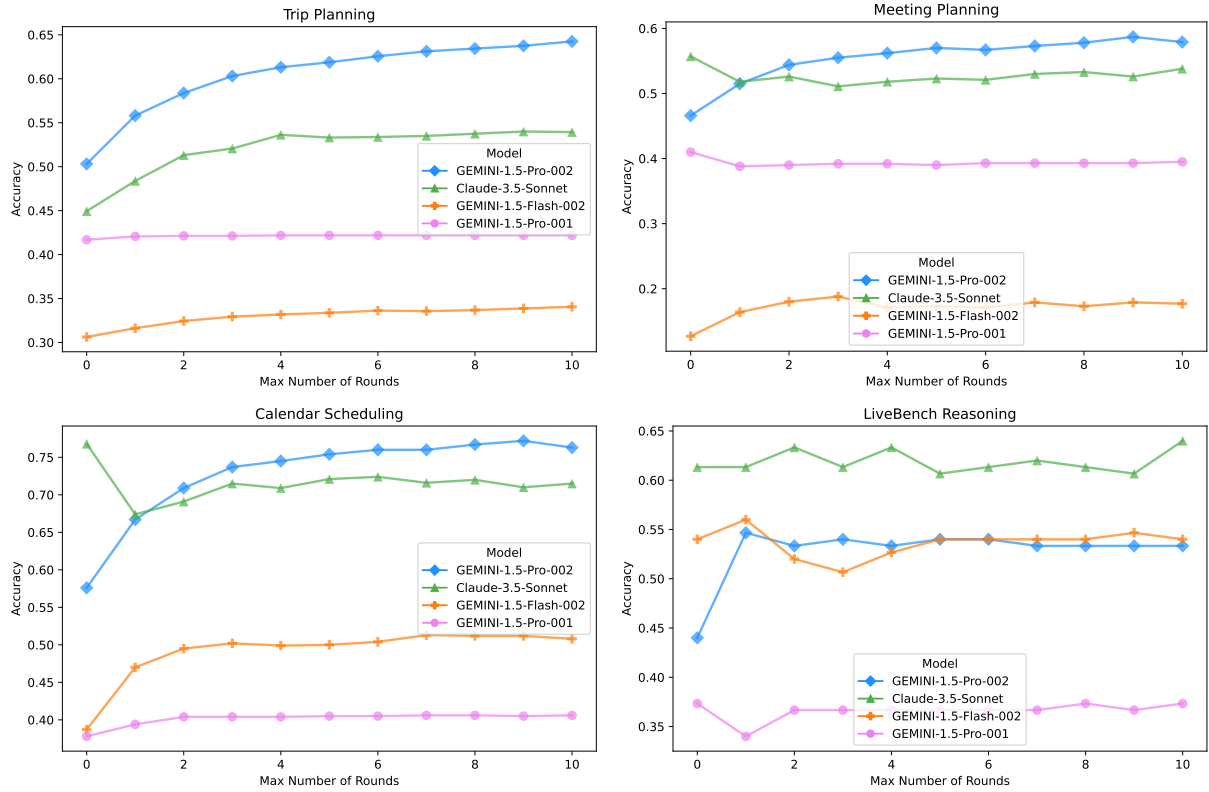 Trip Planning
0.65
0.60
0.55
0.50
0.45
0.40
0.35
0.30
Accuracy
0 2 4 6 8 10
Max Number of Rounds
Model
GEMINI-1.5-Pro-002
Claude-3.5-Sonnet
GEMINI-1.5-Flash-002
GEMINI-1.5-Pro-001
Meeting Planning
0.6
0.5
0.4
0.3
0.2
Accuracy
0 2 4 6 8 10
Max Number of Rounds
Model
GEMINI-1.5-Pro-002
Claude-3.5-Sonnet
GEMINI-1.5-Flash-002
GEMINI-1.5-Pro-001
Calendar Scheduling
0.75
0.70
0.65
0.60
0.55
0.50
0.45
0.40
Accuracy
0 2 4 6 8 10
Max Number of Rounds
Model
GEMINI-1.5-Pro-002
Claude-3.5-Sonnet
GEMINI-1.5-Flash-002
GEMINI-1.5-Pro-001
LiveBench Reasoning
0.65
0.60
0.55
0.50
0.45
0.40
0.35
Accuracy
0 2 4 6 8 10
Max Number of Rounds
Model
GEMINI-1.5-Pro-002
Claude-3.5-Sonnet
GEMINI-1.5-Flash-002
GEMINI-1.5-Pro-001